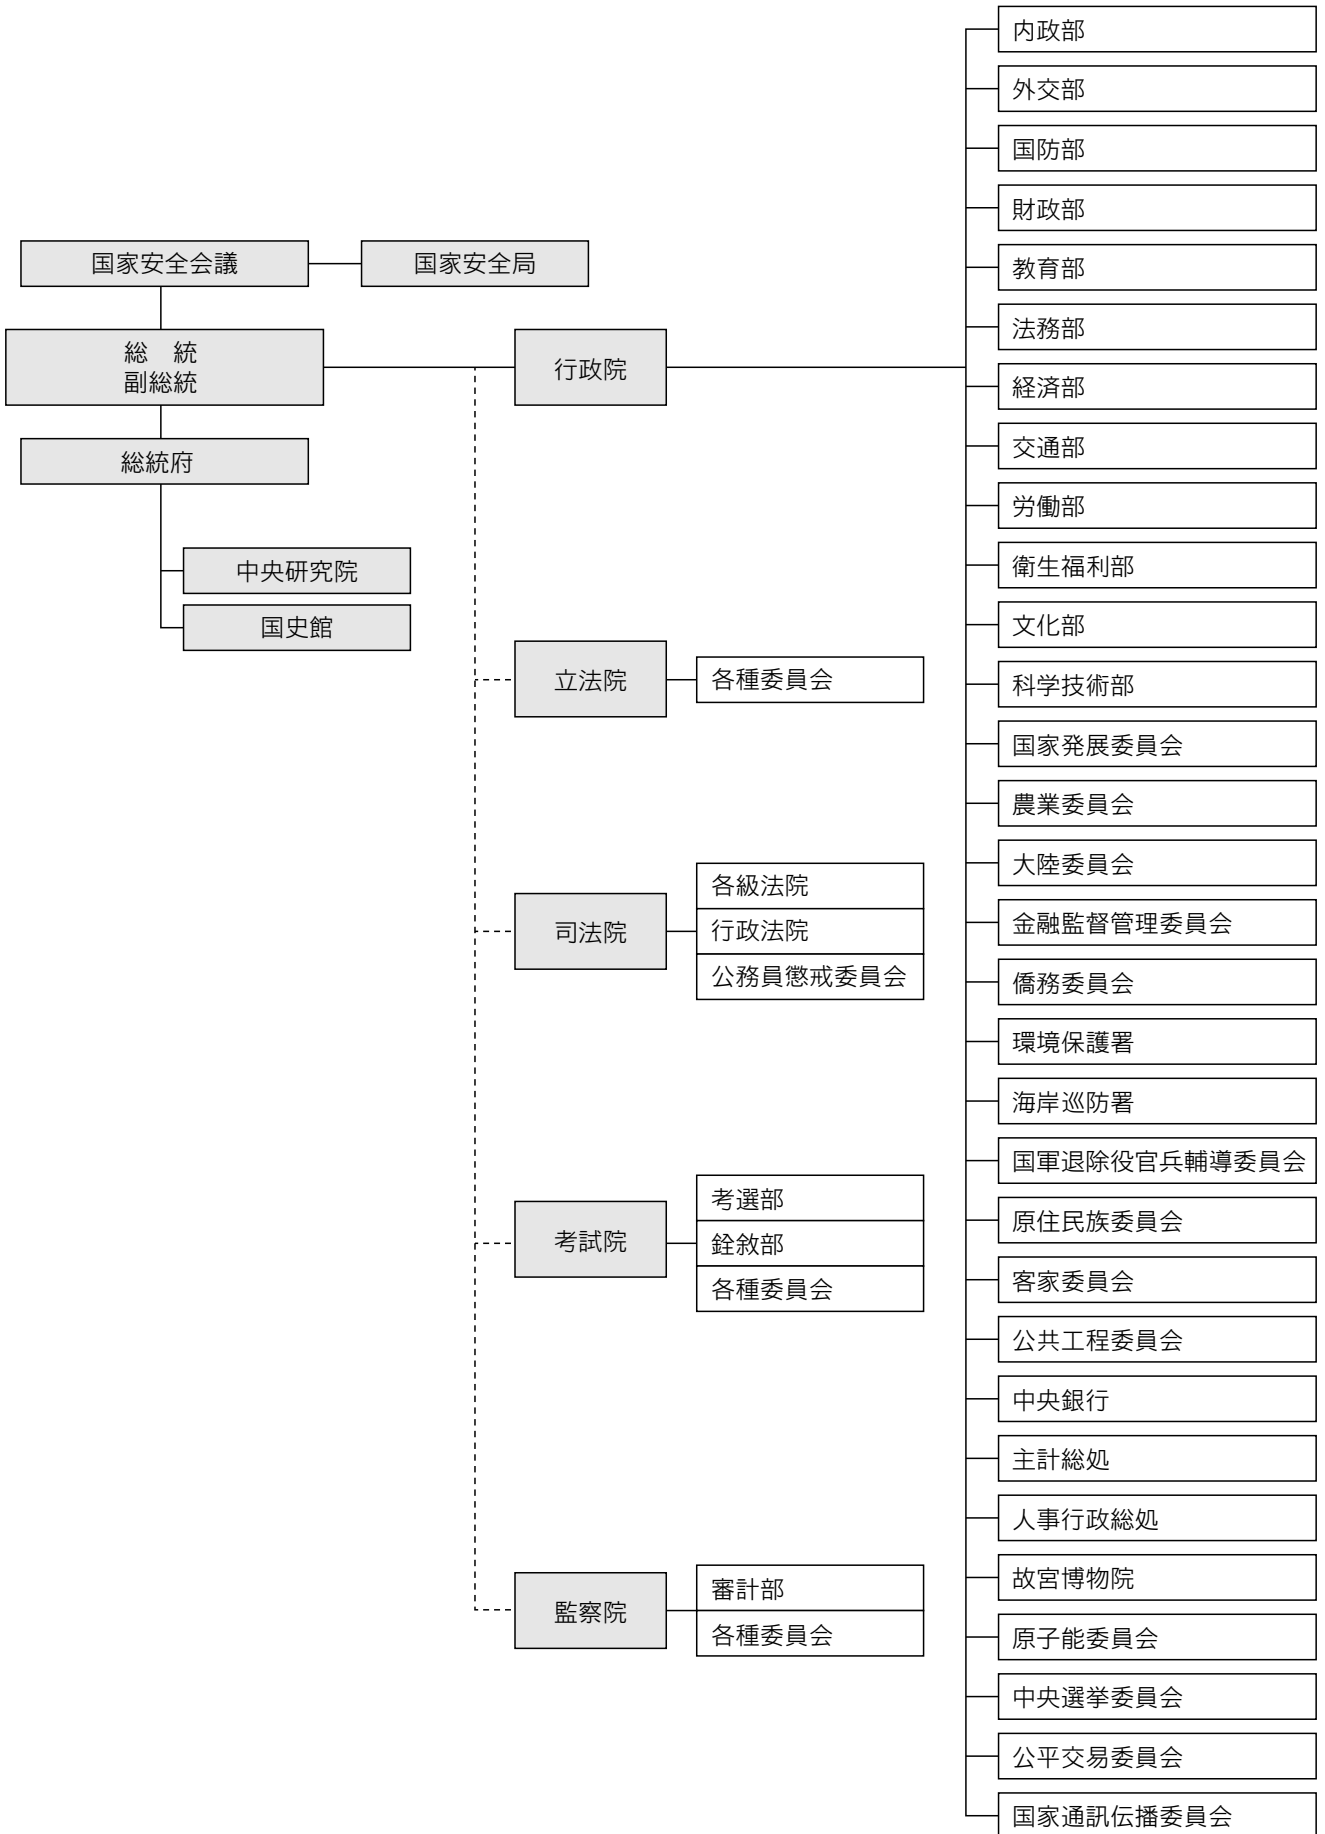 国家安全会議
国家安全局
総　統
副総統
総統府
中央研究院
国史館
行政院
立法院
各種委員会
司法院
各級法院
行政法院
公務員懲戒委員会
考試院
考選部
銓敘部
各種委員会
監察院
審計部
各種委員会
内政部
外交部
国防部
財政部
教育部
法務部
経済部
交通部
労働部
衛生福利部
文化部
科学技術部
国家発展委員会
農業委員会
大陸委員会
金融監督管理委員会
僑務委員会
環境保護署
海岸巡防署
国軍退除役官兵輔導委員会
原住民族委員会
客家委員会
公共工程委員会
中央銀行
主計総処
人事行政総処
故宮博物院
原子能委員会
中央選挙委員会
公平交易委員会
国家通訊伝播委員会